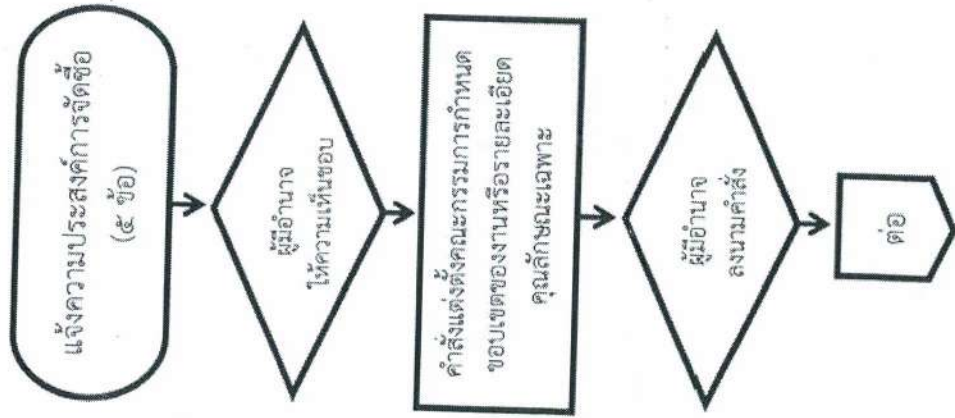 แจ้งความประสงค์การจัดซื้อ
(๕ ข้อ)
ผู้มีอำนาจ
ให้ความเห็นชอบ
คำสั่งแต่งตั้งคณะกรรมการกำหนด
ขอบเขตของงานหรือรายละเอียด
คุณลักษณะเฉพาะ
ผู้มีอำนาจ
ลงนามคำสั่ง
ต่อ